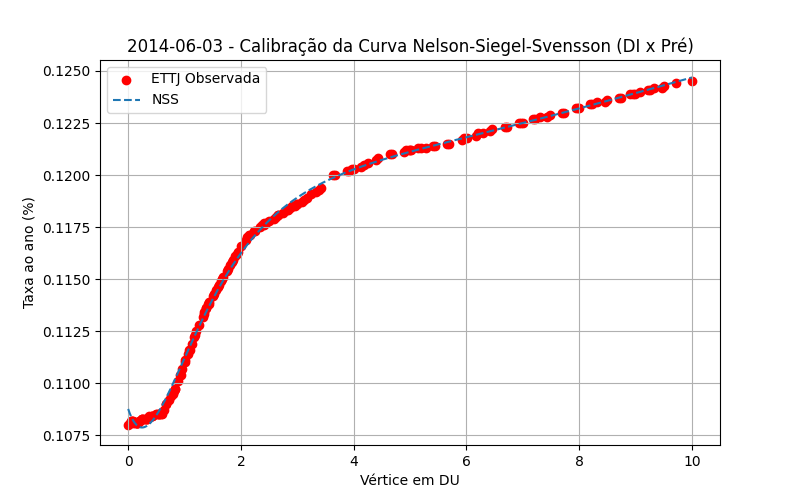 2014-06-03 - Calibração da Curva Nelson-Siegel-Svensson (DI x Pré)
ETTJ Observada
NSS
Taxa ao ano (%)
0.1250
0.1225
0.1200
0.1175
0.1150
0.1125
0.1100
0.1075
0 2 4 6 8 10
Vértice em DU